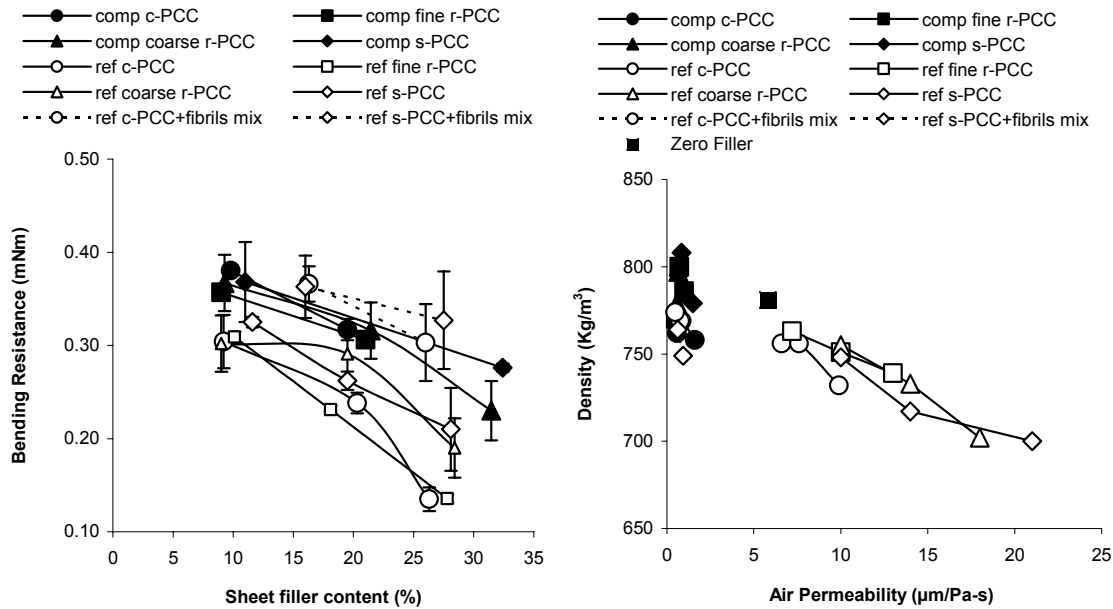 comp c-PCC
comp fine r-PCC
comp coarse r-PCC
comp s-PCC
ref c-PCC
ref fine r-PCC
ref coarse r-PCC
ref s-PCC
ref c-PCC+fibrils mix
ref s-PCC+fibrils mix
0.50
0.40
0.30
0.20
0.10
Bending Resistance (mNm)
0
5
10
15
20
25
30
35
Sheet filler content (%)
comp c-PCC
comp fine r-PCC
comp coarse r-PCC
comp s-PCC
ref c-PCC
ref fine r-PCC
ref coarse r-PCC
ref s-PCC
ref c-PCC+fibrils mix
ref s-PCC+fibrils mix
Zero Filler
850
800
750
700
650
Density (Kg/m³)
0
5
10
15
20
25
Air Permeability (µm/Pa-s)